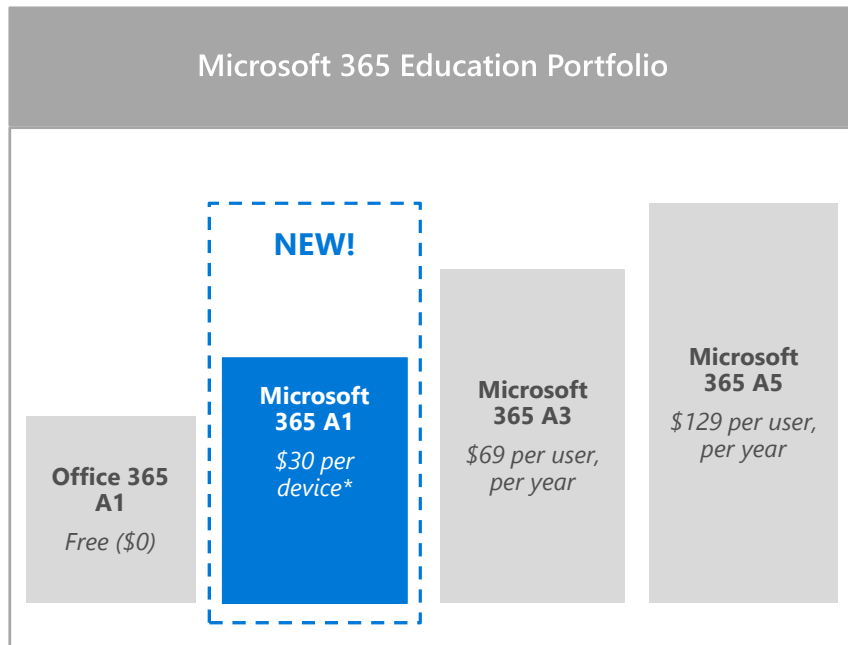 Microsoft 365 Education Portfolio
NEW!
Office 365
A1
Free ($0)
Microsoft
365 A1
$30 per
device*
Microsoft
365 A3
$69 per user,
per year
Microsoft
365 A5
$129 per user,
per year